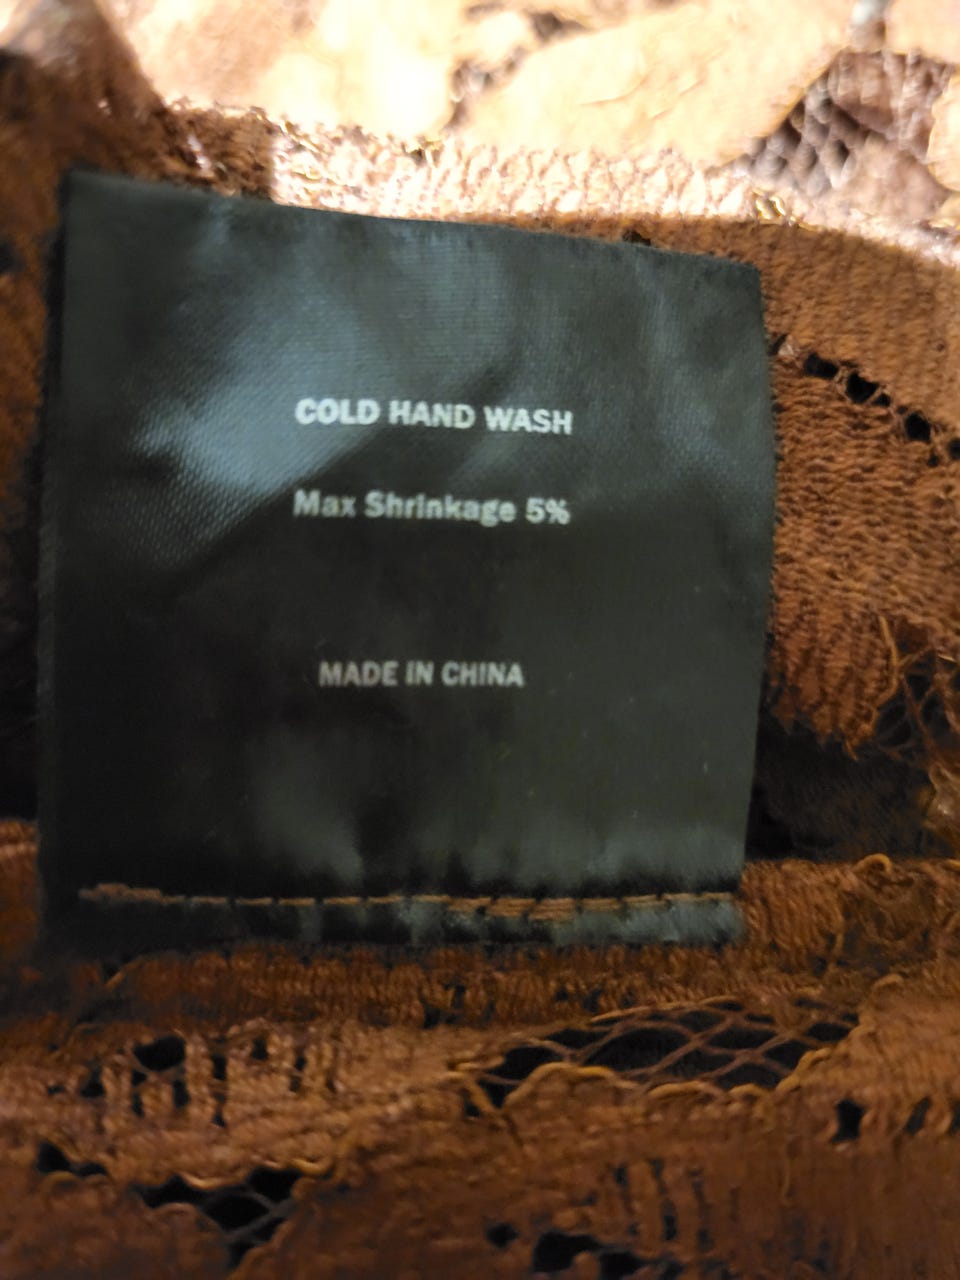 COLD HAND WASH
Max Shrinkage 5%
MADE IN CHINA